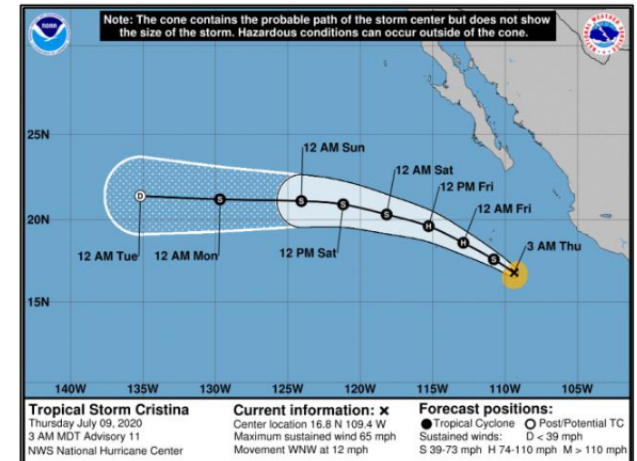 Note: The cone contains the probable path of the storm center but does not show
the size of the storm. Hazardous conditions can occur outside of the cone.
25N
12 AM Sun
12 AM Sat
12 PM Fri
20N
12 AM Fri
12 AM Tue
12 AM Mon
12 PM Sat
3 AM Thu
D
S
S
S
S
H
H
S
15N
140W
135W
130W
125W
120W
115W
110W
105W
Tropical Storm Cristina
Thursday July 09, 2020
3 AM MDT Advisory 11
NWS National Hurricane Center
Current information: x
Center location 16.8 N 109.4 W
Maximum sustained wind 65 mph
Movement WNW at 12 mph
Forecast positions:
Tropical Cyclone Post/Potential TC
Sustained winds: D < 39 mph
S 39-73 mph H 74-110 mph M > 110 mph